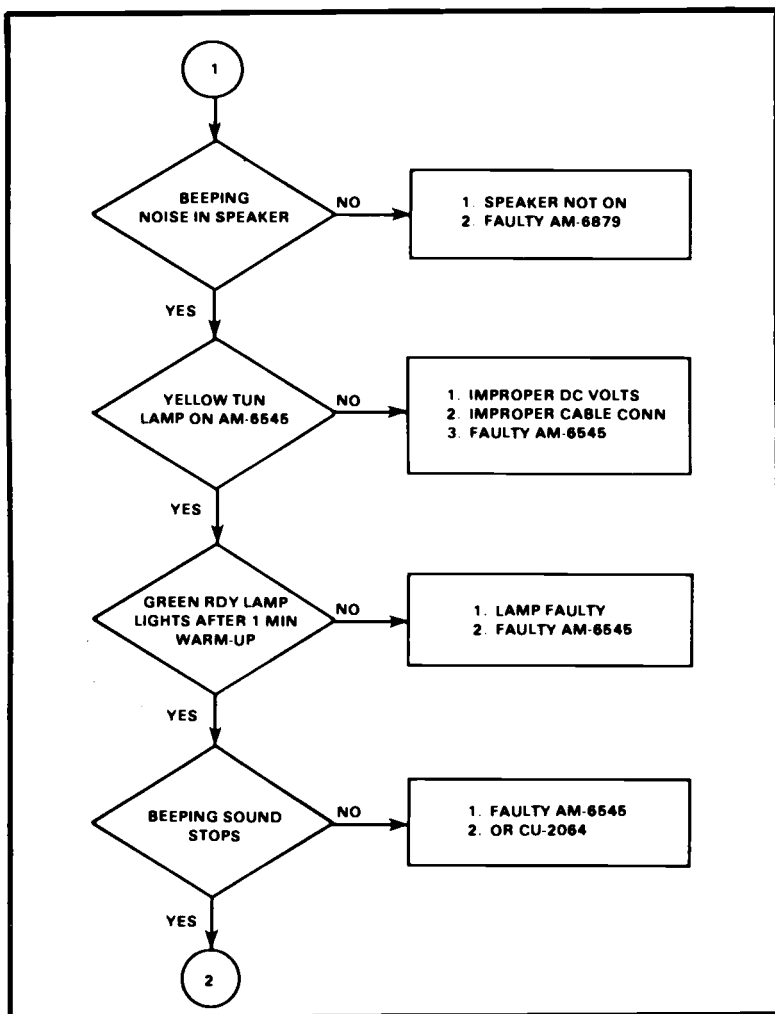 1
BEEPING
NOISE IN SPEAKER
NO
1. SPEAKER NOT ON
2. FAULTY AM-6879
YES
YELLOW TUN
LAMP ON AM-6545
NO
1. IMPROPER DC VOLTS
2. IMPROPER CABLE CONN
3. FAULTY AM-6545
YES
GREEN RDY LAMP
LIGHTS AFTER 1 MIN
WARM-UP
NO
1. LAMP FAULTY
2. FAULTY AM-6545
YES
BEEPING SOUND
STOPS
NO
1. FAULTY AM-6545
2. OR CU-2064
YES
2